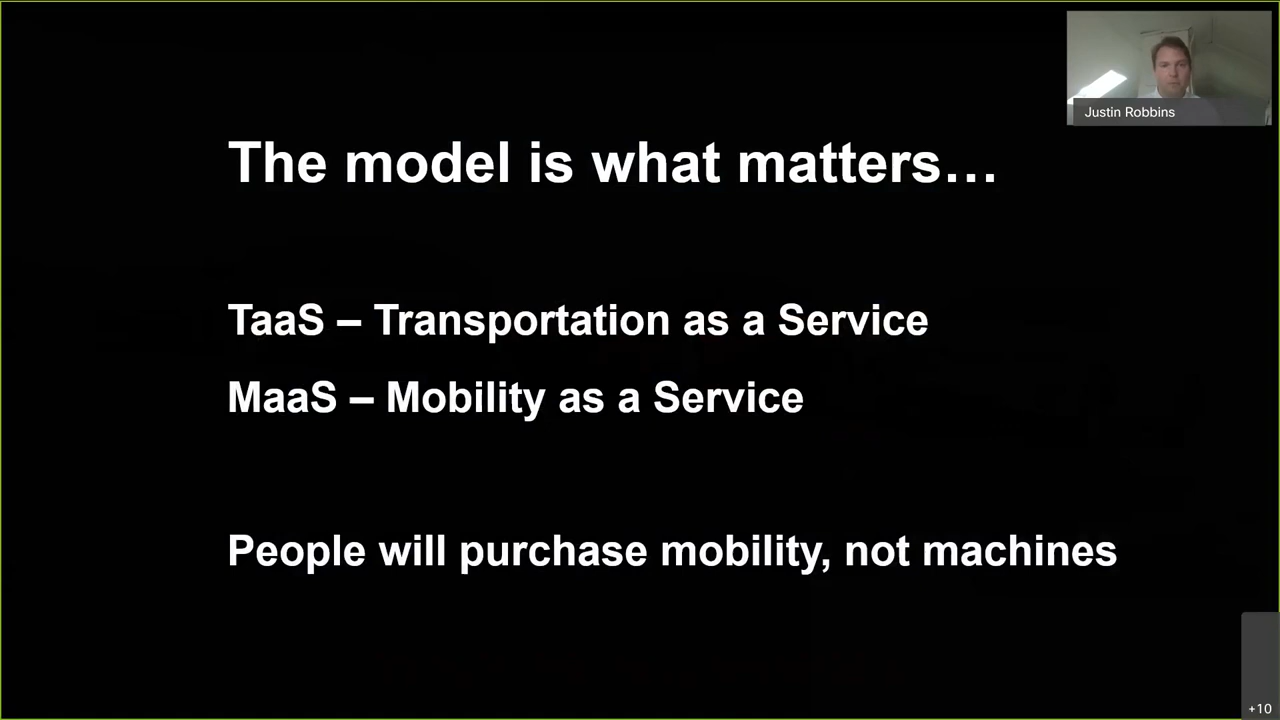 Justin Robbins
The model is what matters…
TaaS – Transportation as a Service
MaaS – Mobility as a Service
People will purchase mobility, not machines
+10